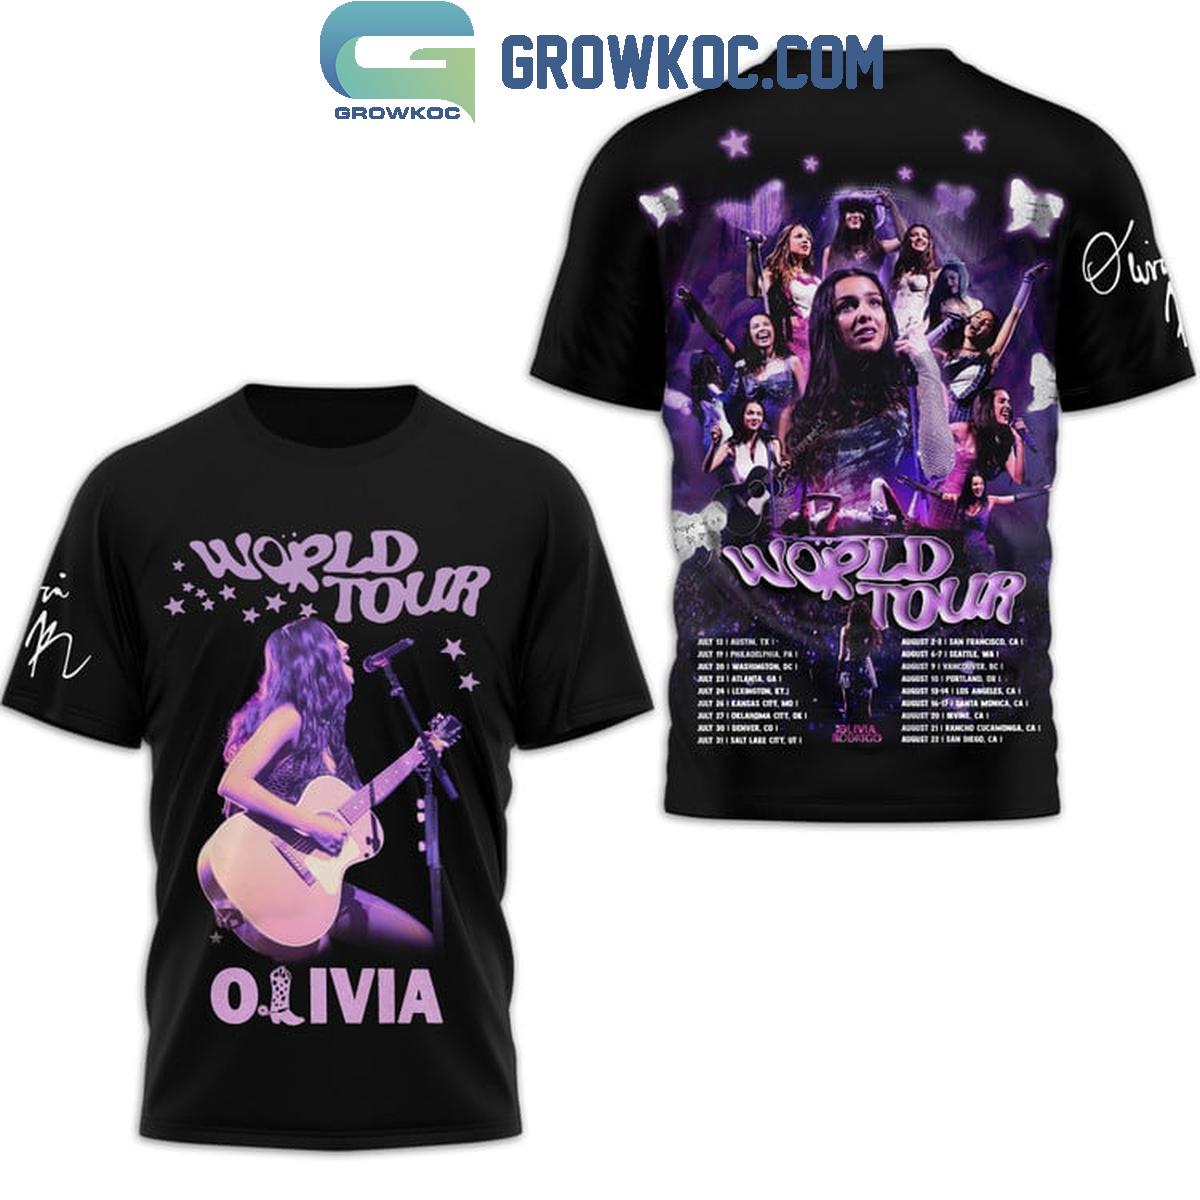 GROWKOC
GROWKOC.COM
WORLD
TOUR
OLIVIA
Olivia
WORLD
TOUR
JULY 13 | AUSTIN, TX |
JULY 19 | PHILADELPHIA, PA |
JULY 20 | WASHINGTON, DC |
JULY 23 | ATLANTA, GA |
JULY 24 | LEXINGTON, KY |
JULY 26 | KANSAS CITY, MO |
JULY 27 | OKLAHOMA CITY, OK |
JULY 30 | DENVER, CO |
JULY 31 | SALT LAKE CITY, UT |
AUGUST 2-3 | SAN FRANCISCO, CA |
AUGUST 6-7 | SEATTLE, WA |
AUGUST 9 | VANCOUVER, BC |
AUGUST 10 | PORTLAND, OR |
AUGUST 13-14 | LOS ANGELES, CA |
AUGUST 16-17 | SANTA MONICA, CA |
AUGUST 20 | IRVINE, CA |
AUGUST 21 | RANCHO CUCAMONGA, CA |
AUGUST 22 | SAN DIEGO, CA |
OLIVIA
RODRIGO